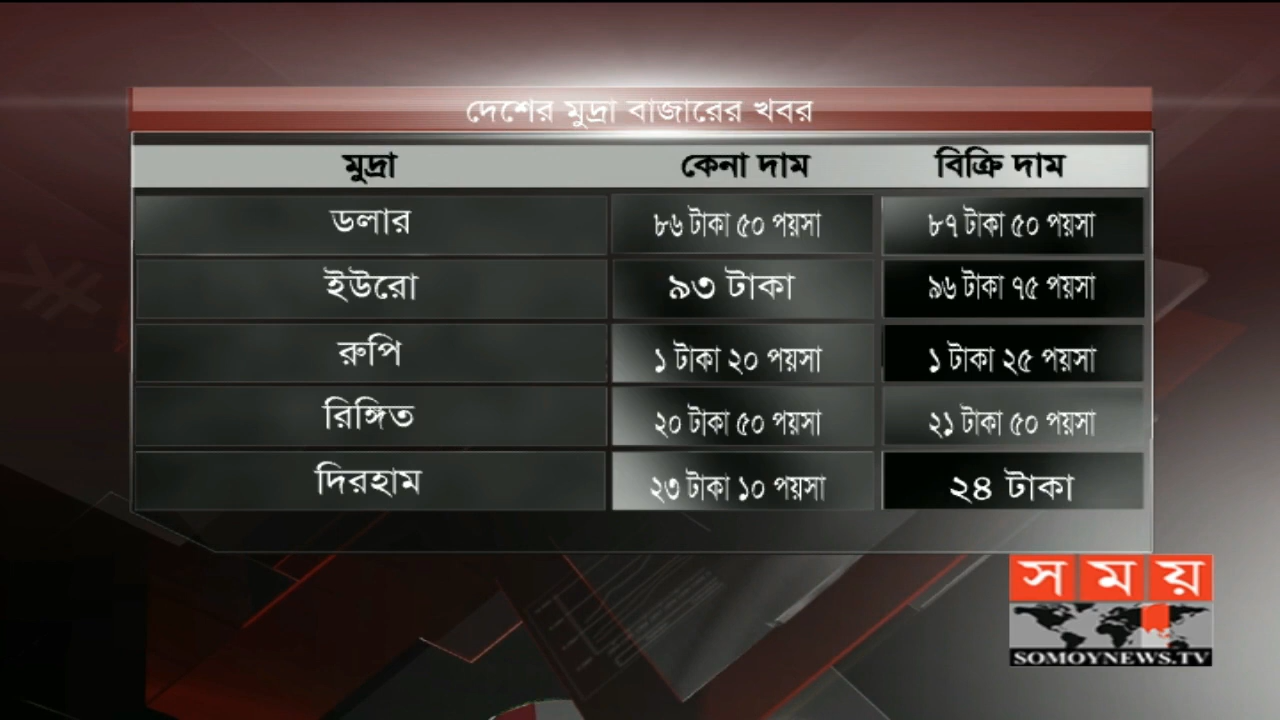 দেশের মুদ্রা বাজারের খবর
মুদ্রা কেনা দাম বিক্রি দাম
ডলার ৮৬ টাকা ৫০ পয়সা ৮৭ টাকা ৫০ পয়সা
ইউরো ৯৩ টাকা ৯৬ টাকা ৭৫ পয়সা
রুপি ১ টাকা ২০ পয়সা ১ টাকা ২৫ পয়সা
রিঙ্গিত ২০ টাকা ৫০ পয়সা ২১ টাকা ৫০ পয়সা
দিরহাম ২৩ টাকা ১০ পয়সা ২৪ টাকা
সময়
SOMOYNEWS.TV